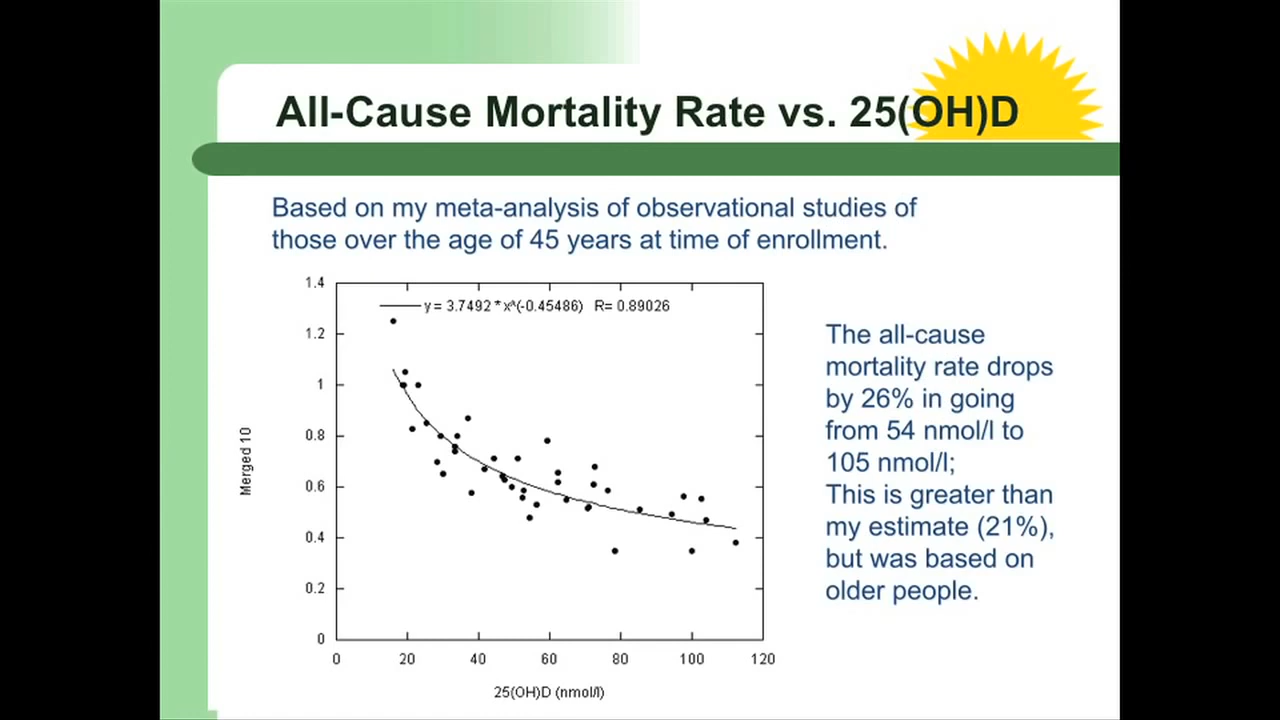 All-Cause Mortality Rate vs. 25(OH)D
Based on my meta-analysis of observational studies of
those over the age of 45 years at time of enrollment.
1.4
1.2
1
0.8
0.6
0.4
0.2
0
Merged 10
y = 3.7492 * x^(-0.45486) R= 0.89026
0 20 40 60 80 100 120
25(OH)D (nmol/l)
The all-cause
mortality rate drops
by 26% in going
from 54 nmol/l to
105 nmol/l;
This is greater than
my estimate (21%),
but was based on
older people.